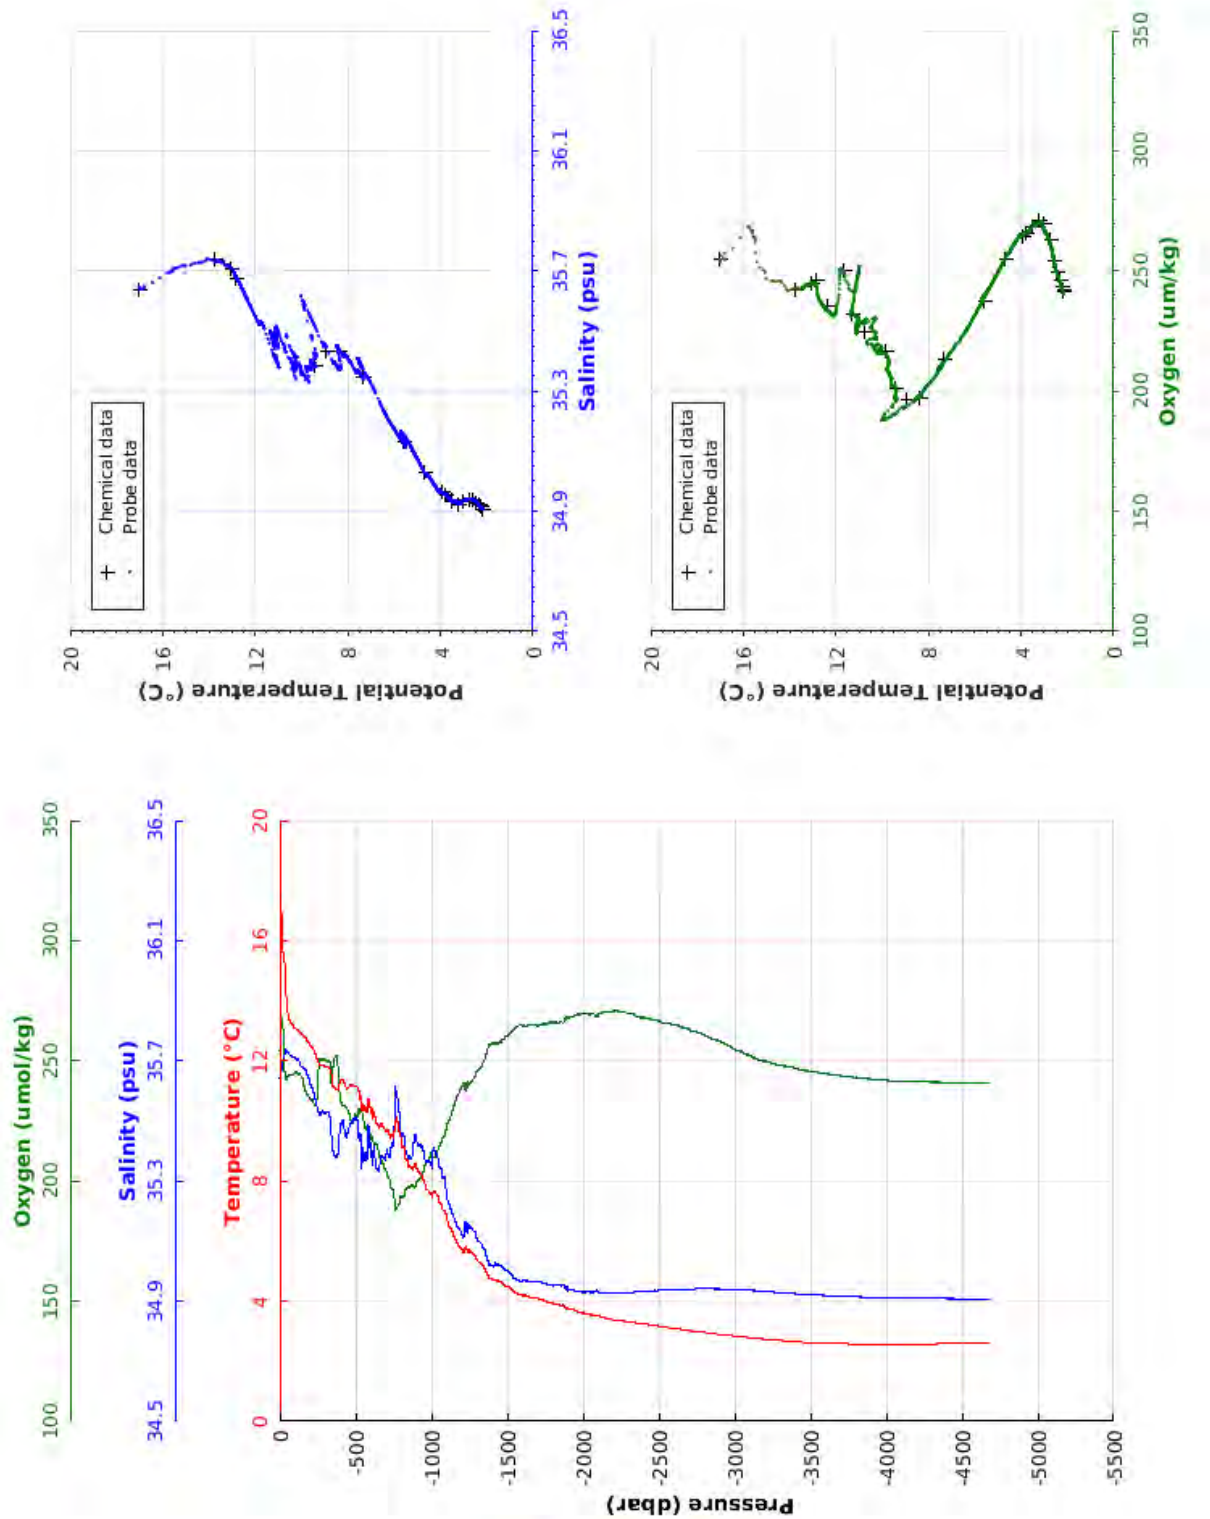 Oxygen (umol/kg)
100 150 200 250 300 350
Salinity (psu)
34.5 34.9 35.3 35.7 36.1 36.5
Temperature (°C)
0 4 8 12 16 20
Pressure (dbar)
0
-500
-1000
-1500
-2000
-2500
-3000
-3500
-4000
-4500
-5000
-5500
Potential Temperature (°C)
20
16
12
8
4
0
Chemical data
Probe data
34.5 34.9 35.3 35.7 36.1 36.5
Salinity (psu)
Potential Temperature (°C)
20
16
12
8
4
0
Chemical data
Probe data
100 150 200 250 300 350
Oxygen (um/kg)